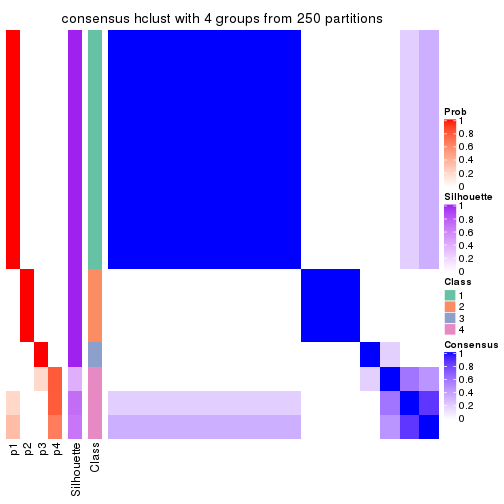 consensus hclust with 4 groups from 250 partitions
Prob
1
0.8
0.6
0.4
0.2
0
Silhouette
1
0.8
0.6
0.4
0.2
0
Class
1
2
3
4
Consensus
1
0.8
0.6
0.4
0.2
0
p1
p2
p3
p4
Silhouette
Class